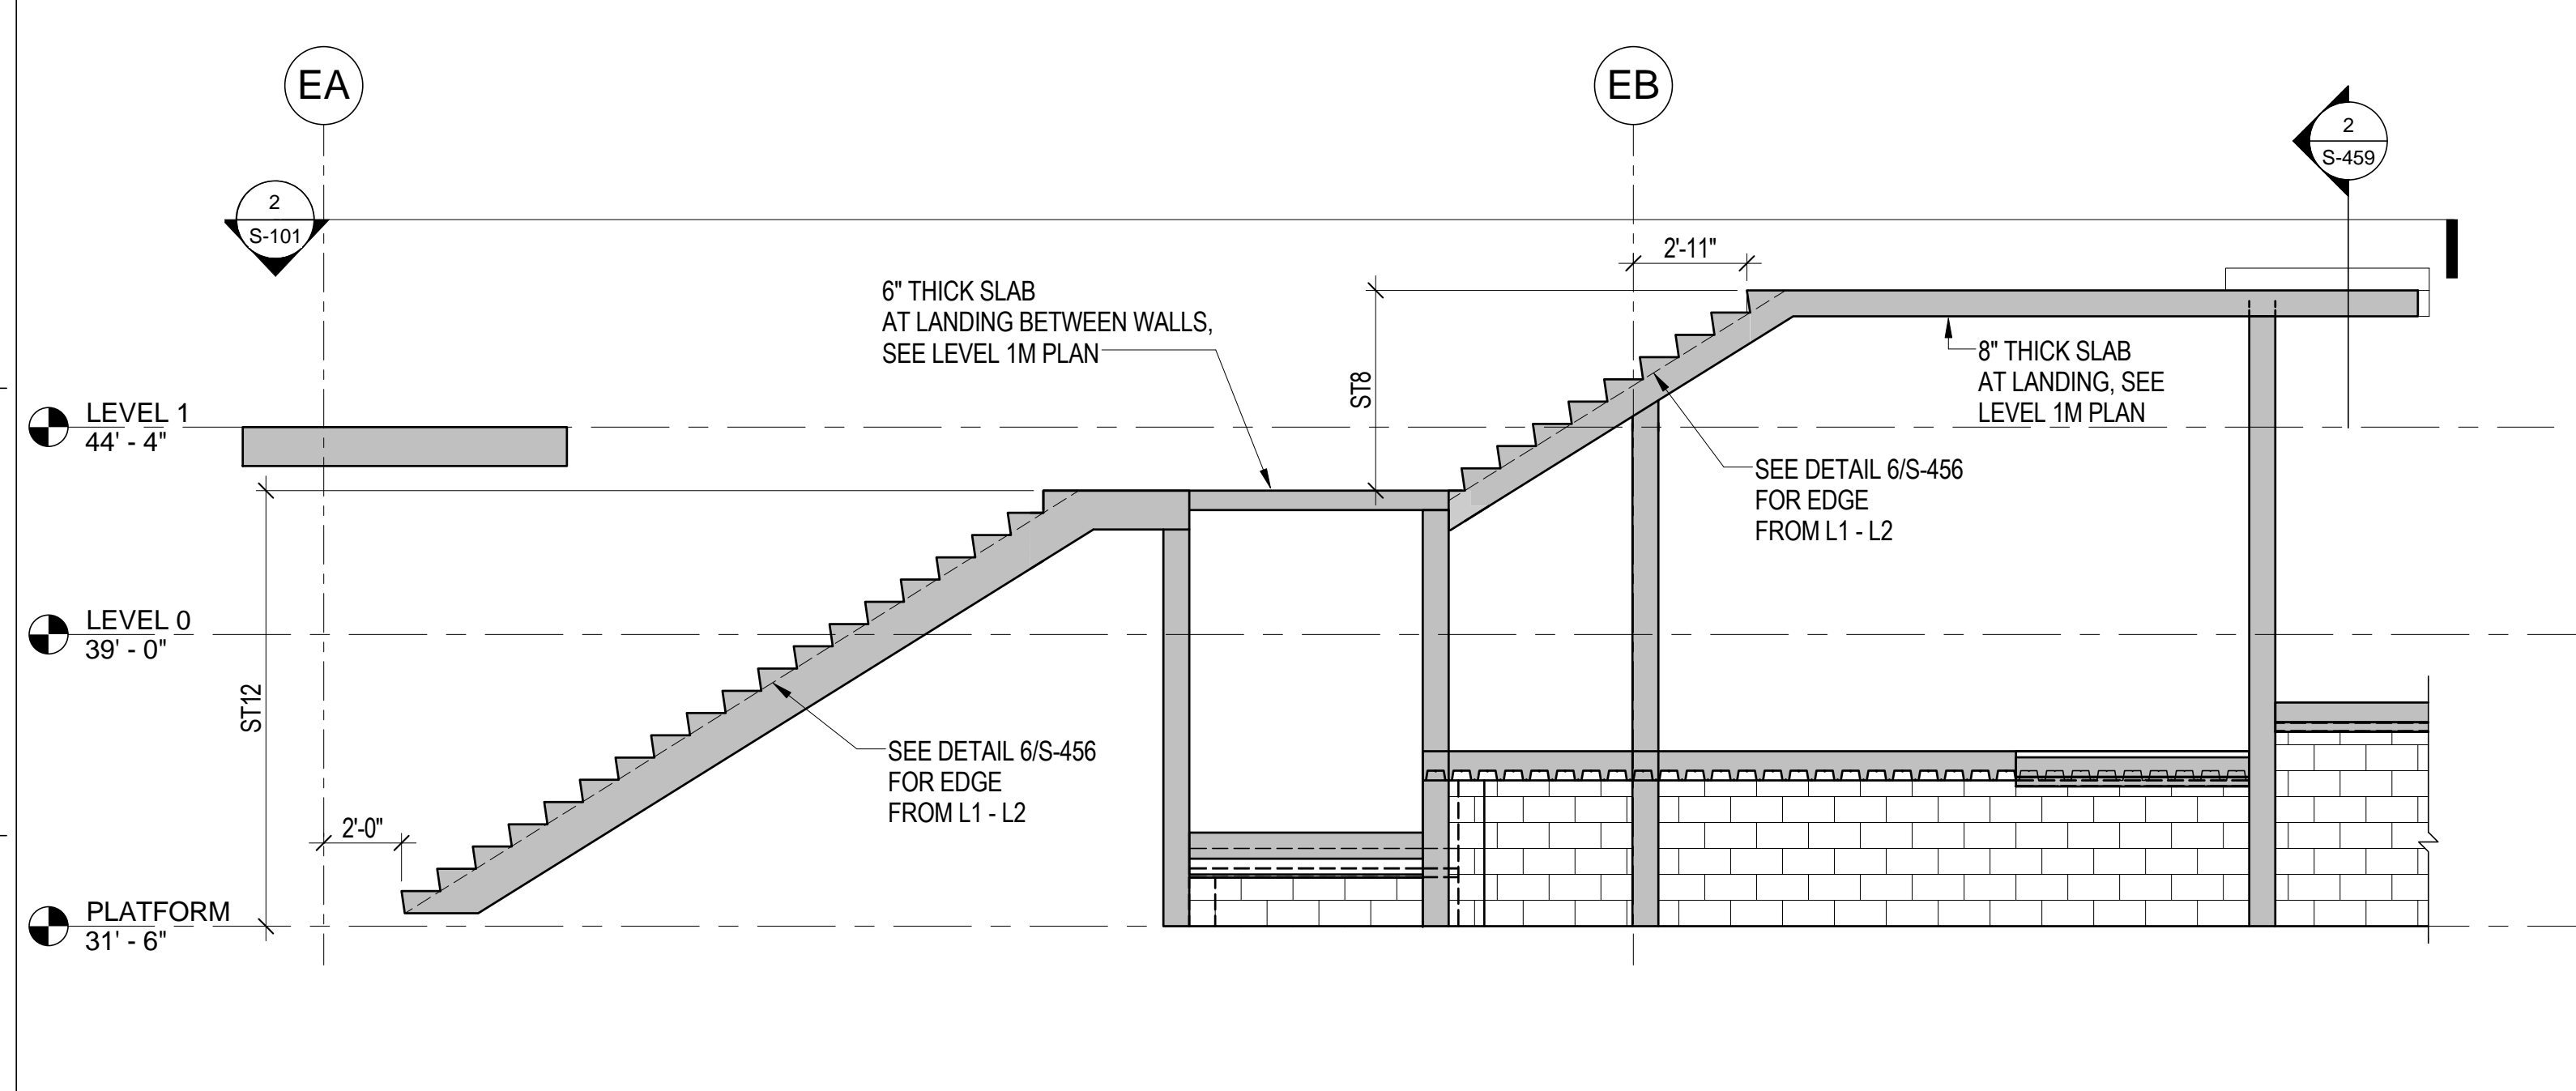 EA
EB
2
S-459
2
S-101
2'-11"
6" THICK SLAB
AT LANDING BETWEEN WALLS,
SEE LEVEL 1M PLAN
ST8
8" THICK SLAB
AT LANDING, SEE
LEVEL 1M PLAN
LEVEL 1
44' - 4"
SEE DETAIL 6/S-456
FOR EDGE
FROM L1 - L2
LEVEL 0
39' - 0"
ST12
SEE DETAIL 6/S-456
FOR EDGE
FROM L1 - L2
2'-0"
PLATFORM
31' - 6"